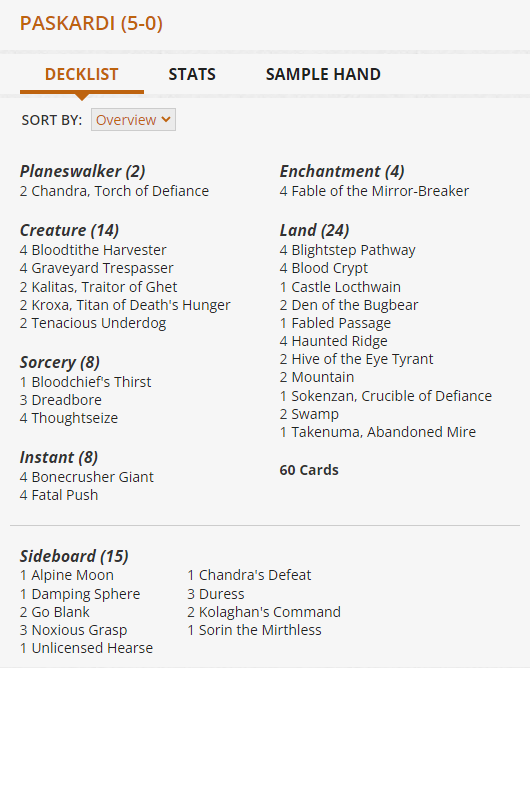 PASKARDI (5-0)
DECKLIST STATS SAMPLE HAND
SORT BY: Overview
Planeswalker (2)
2 Chandra, Torch of Defiance
Creature (14)
4 Bloodtithe Harvester
4 Graveyard Trespasser
2 Kalitas, Traitor of Ghet
2 Kroxa, Titan of Death's Hunger
2 Tenacious Underdog
Sorcery (8)
1 Bloodchief's Thirst
3 Dreadbore
4 Thoughtseize
Instant (8)
4 Bonecrusher Giant
4 Fatal Push
Enchantment (4)
4 Fable of the Mirror-Breaker
Land (24)
4 Blightstep Pathway
4 Blood Crypt
1 Castle Locthwain
2 Den of the Bugbear
1 Fabled Passage
4 Haunted Ridge
2 Hive of the Eye Tyrant
2 Mountain
1 Sokenzan, Crucible of Defiance
2 Swamp
1 Takenuma, Abandoned Mire
60 Cards
Sideboard (15)
1 Alpine Moon
1 Damping Sphere
2 Go Blank
3 Noxious Grasp
1 Unlicensed Hearse
1 Chandra's Defeat
3 Duress
2 Kolaghan's Command
1 Sorin the Mirthless